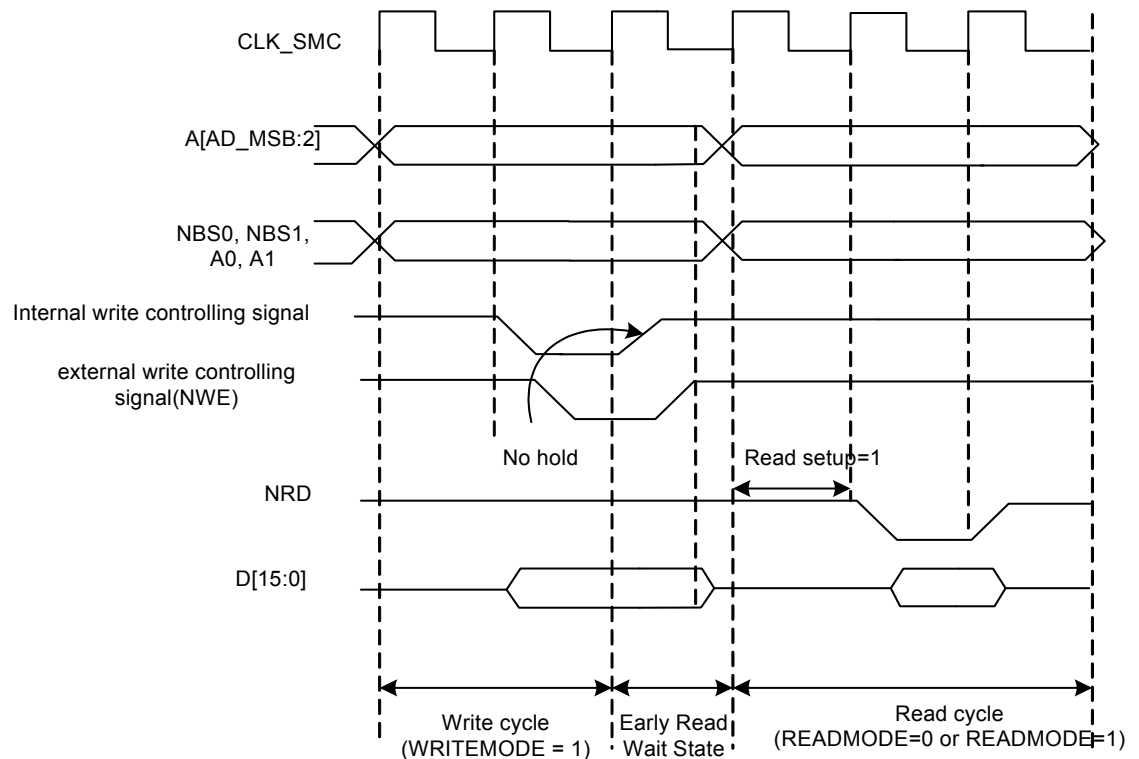 CLK_SMC
A[AD_MSB:2]
NBS0, NBS1,
A0, A1
Internal write controlling signal
external write controlling
signal(NWE)
No hold
Read setup=1
NRD
D[15:0]
Write cycle
(WRITEMODE = 1)
Early Read
Wait State
Read cycle
(READMODE=0 or READMODE=1)